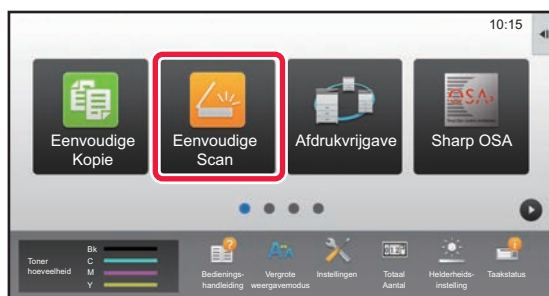 10:15
Eenvoudige
Kopie
Eenvoudige
Scan
Afdrukvrijgave
Sharp OSA
Toner
hoeveelheid
Bk
C
M
Y
Bedienings-
handleiding
Vergrote
weergavemodus
Instellingen
Totaal
Aantal
Helderheids-
instelling
Taakstatus